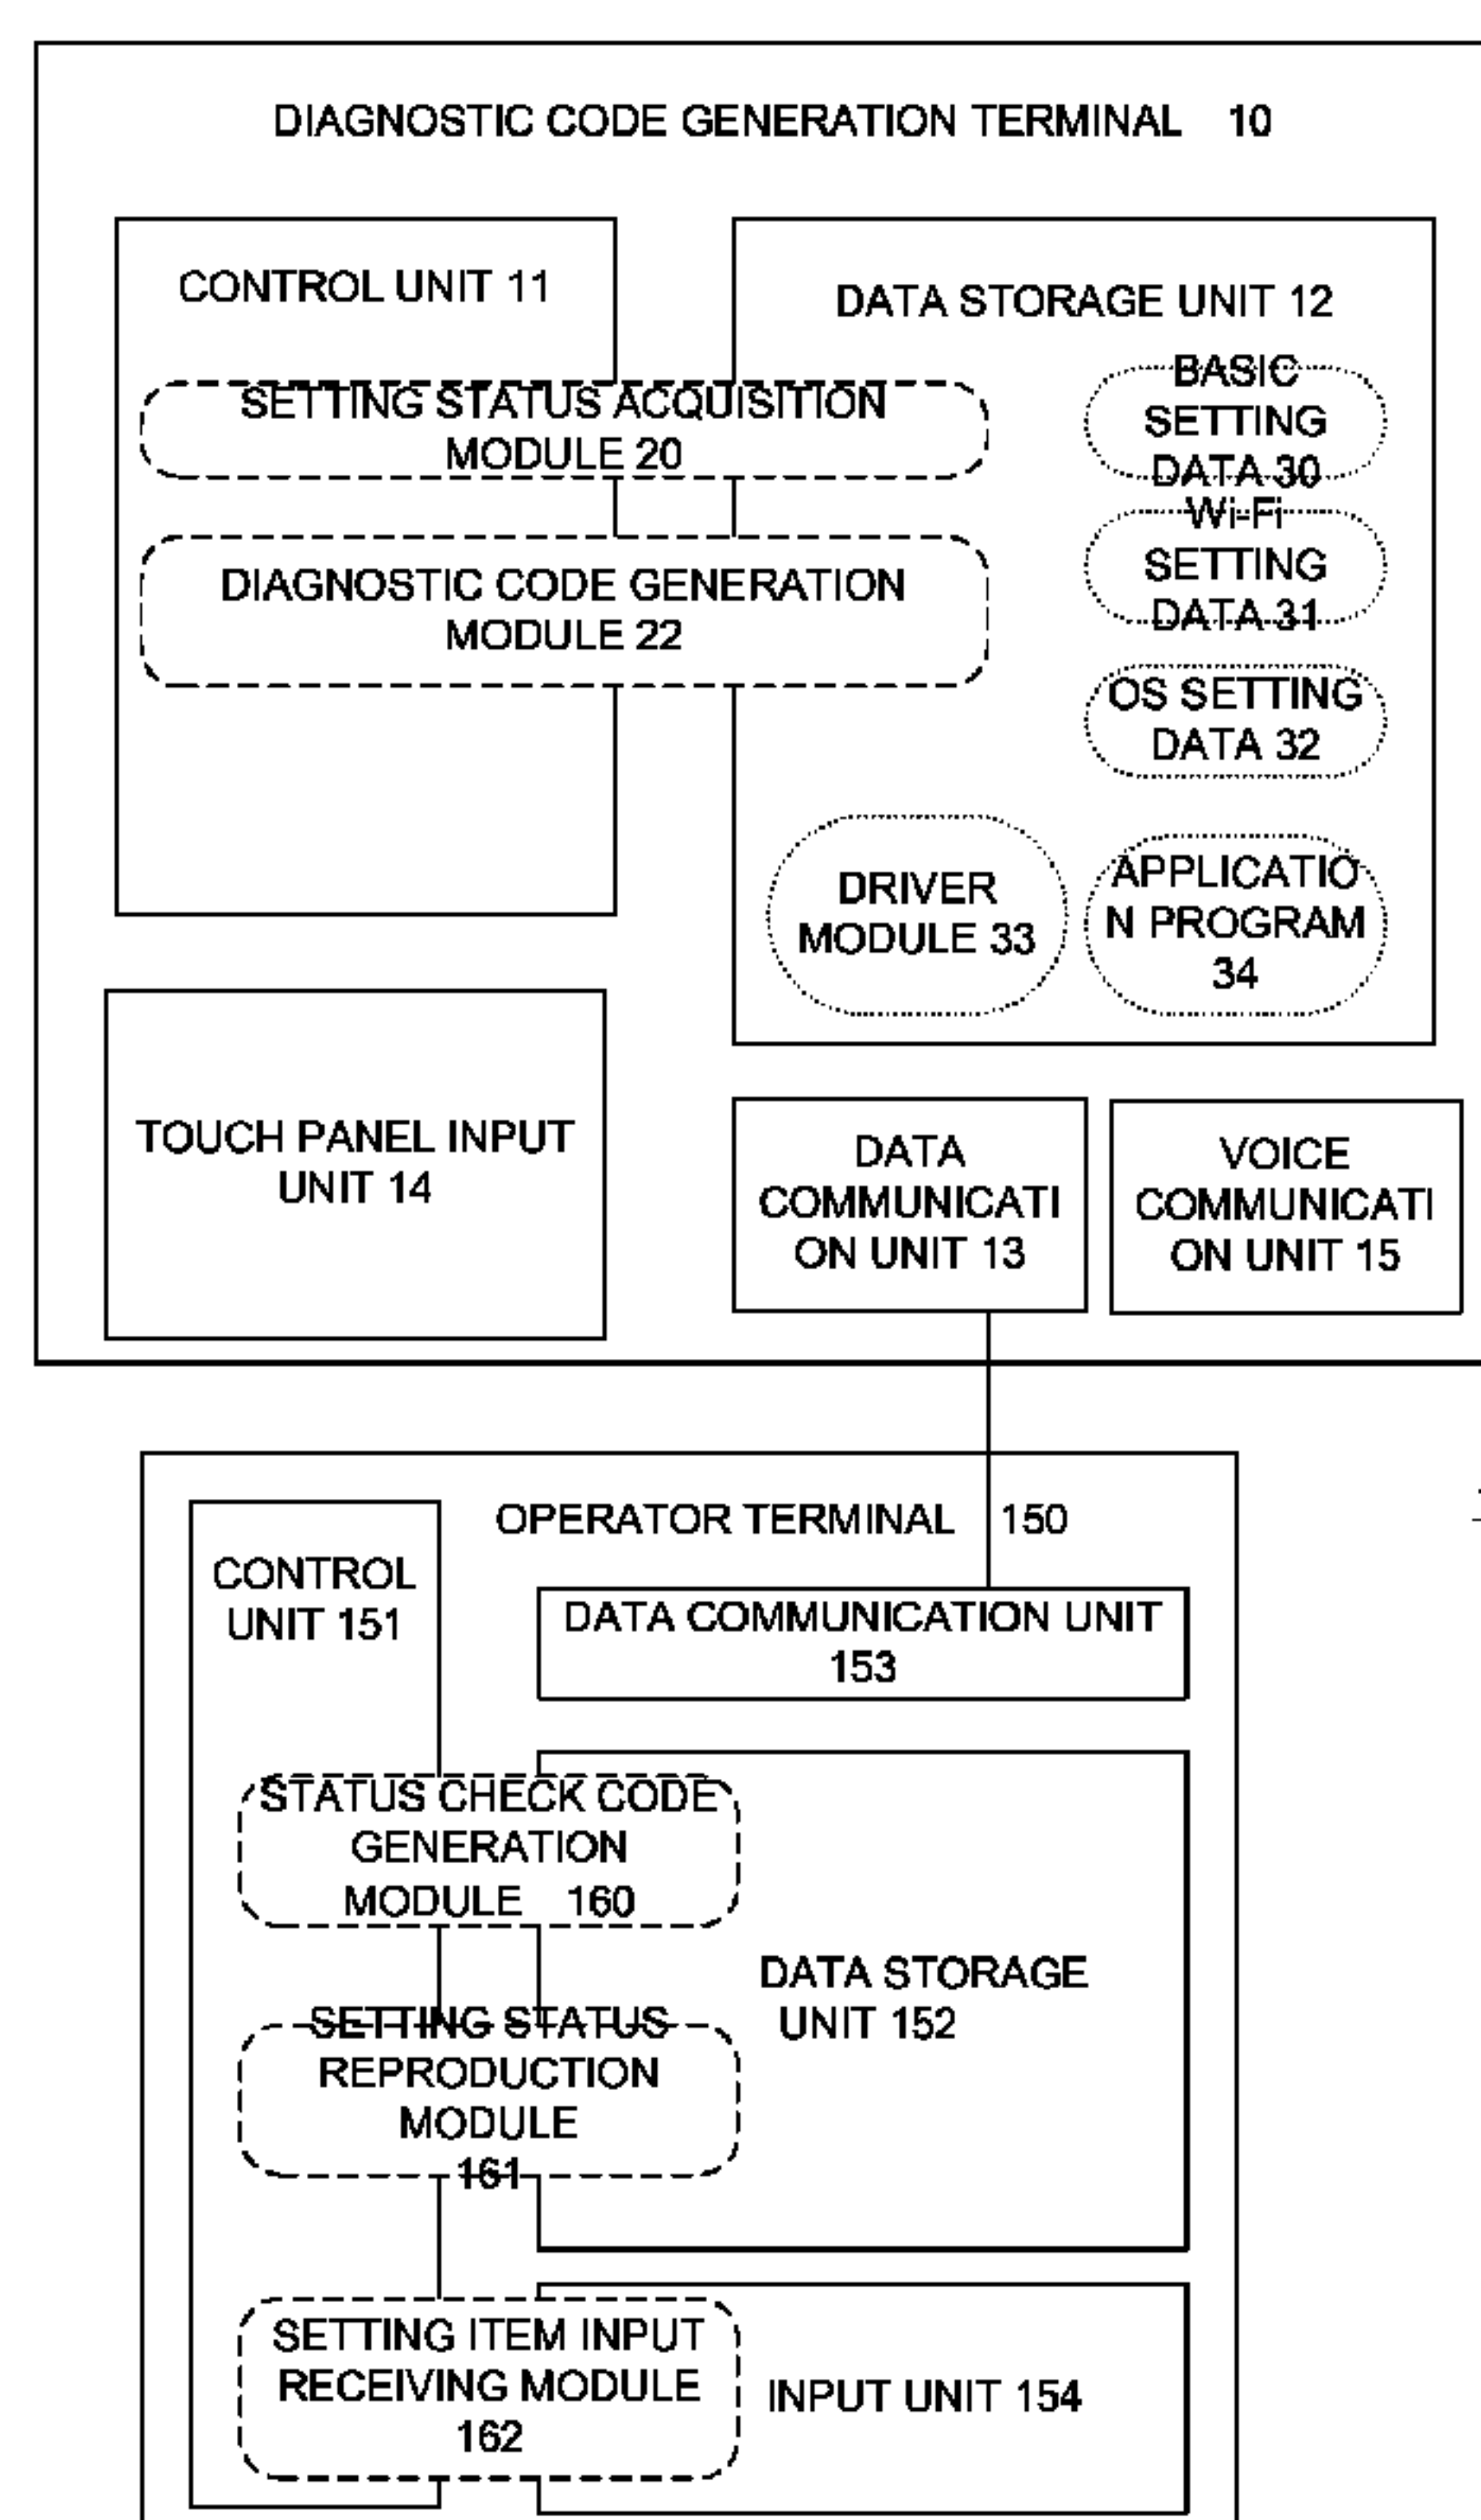 DIAGNOSTIC CODE GENERATION TERMINAL 10
CONTROL UNIT 11
DATA STORAGE UNIT 12
SETTING STATUS ACQUISITION
MODULE 20
DIAGNOSTIC CODE GENERATION
MODULE 22
BASIC
SETTING
DATA 30
Wi-Fi
SETTING
DATA 31
OS SETTING
DATA 32
DRIVER
MODULE 33
APPLICATIO
N PROGRAM
34
TOUCH PANEL INPUT
UNIT 14
DATA
COMMUNICATI
ON UNIT 13
VOICE
COMMUNICATI
ON UNIT 15
OPERATOR TERMINAL 150
CONTROL
UNIT 151
DATA COMMUNICATION UNIT
153
STATUS CHECK CODE
GENERATION
MODULE 160
DATA STORAGE
UNIT 152
SETTING STATUS
REPRODUCTION
MODULE
161
SETTING ITEM INPUT
RECEIVING MODULE
162
INPUT UNIT 154